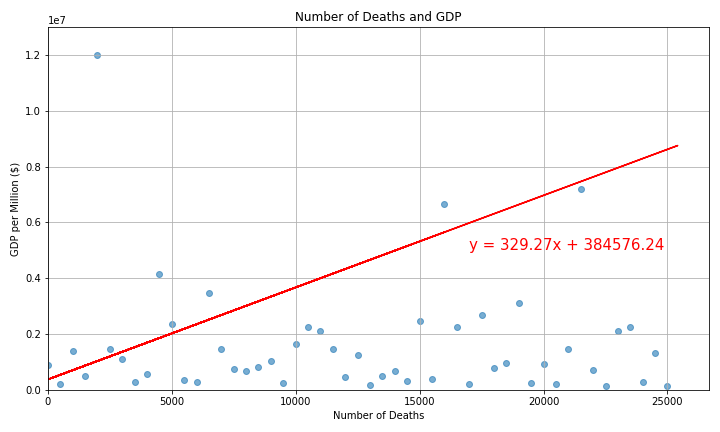 Number of Deaths and GDP
1e7
1.2
1.0
0.8
0.6
0.4
0.2
0.0
GDP per Million ($)
y = 329.27x + 384576.24
0 5000 10000 15000 20000 25000
Number of Deaths